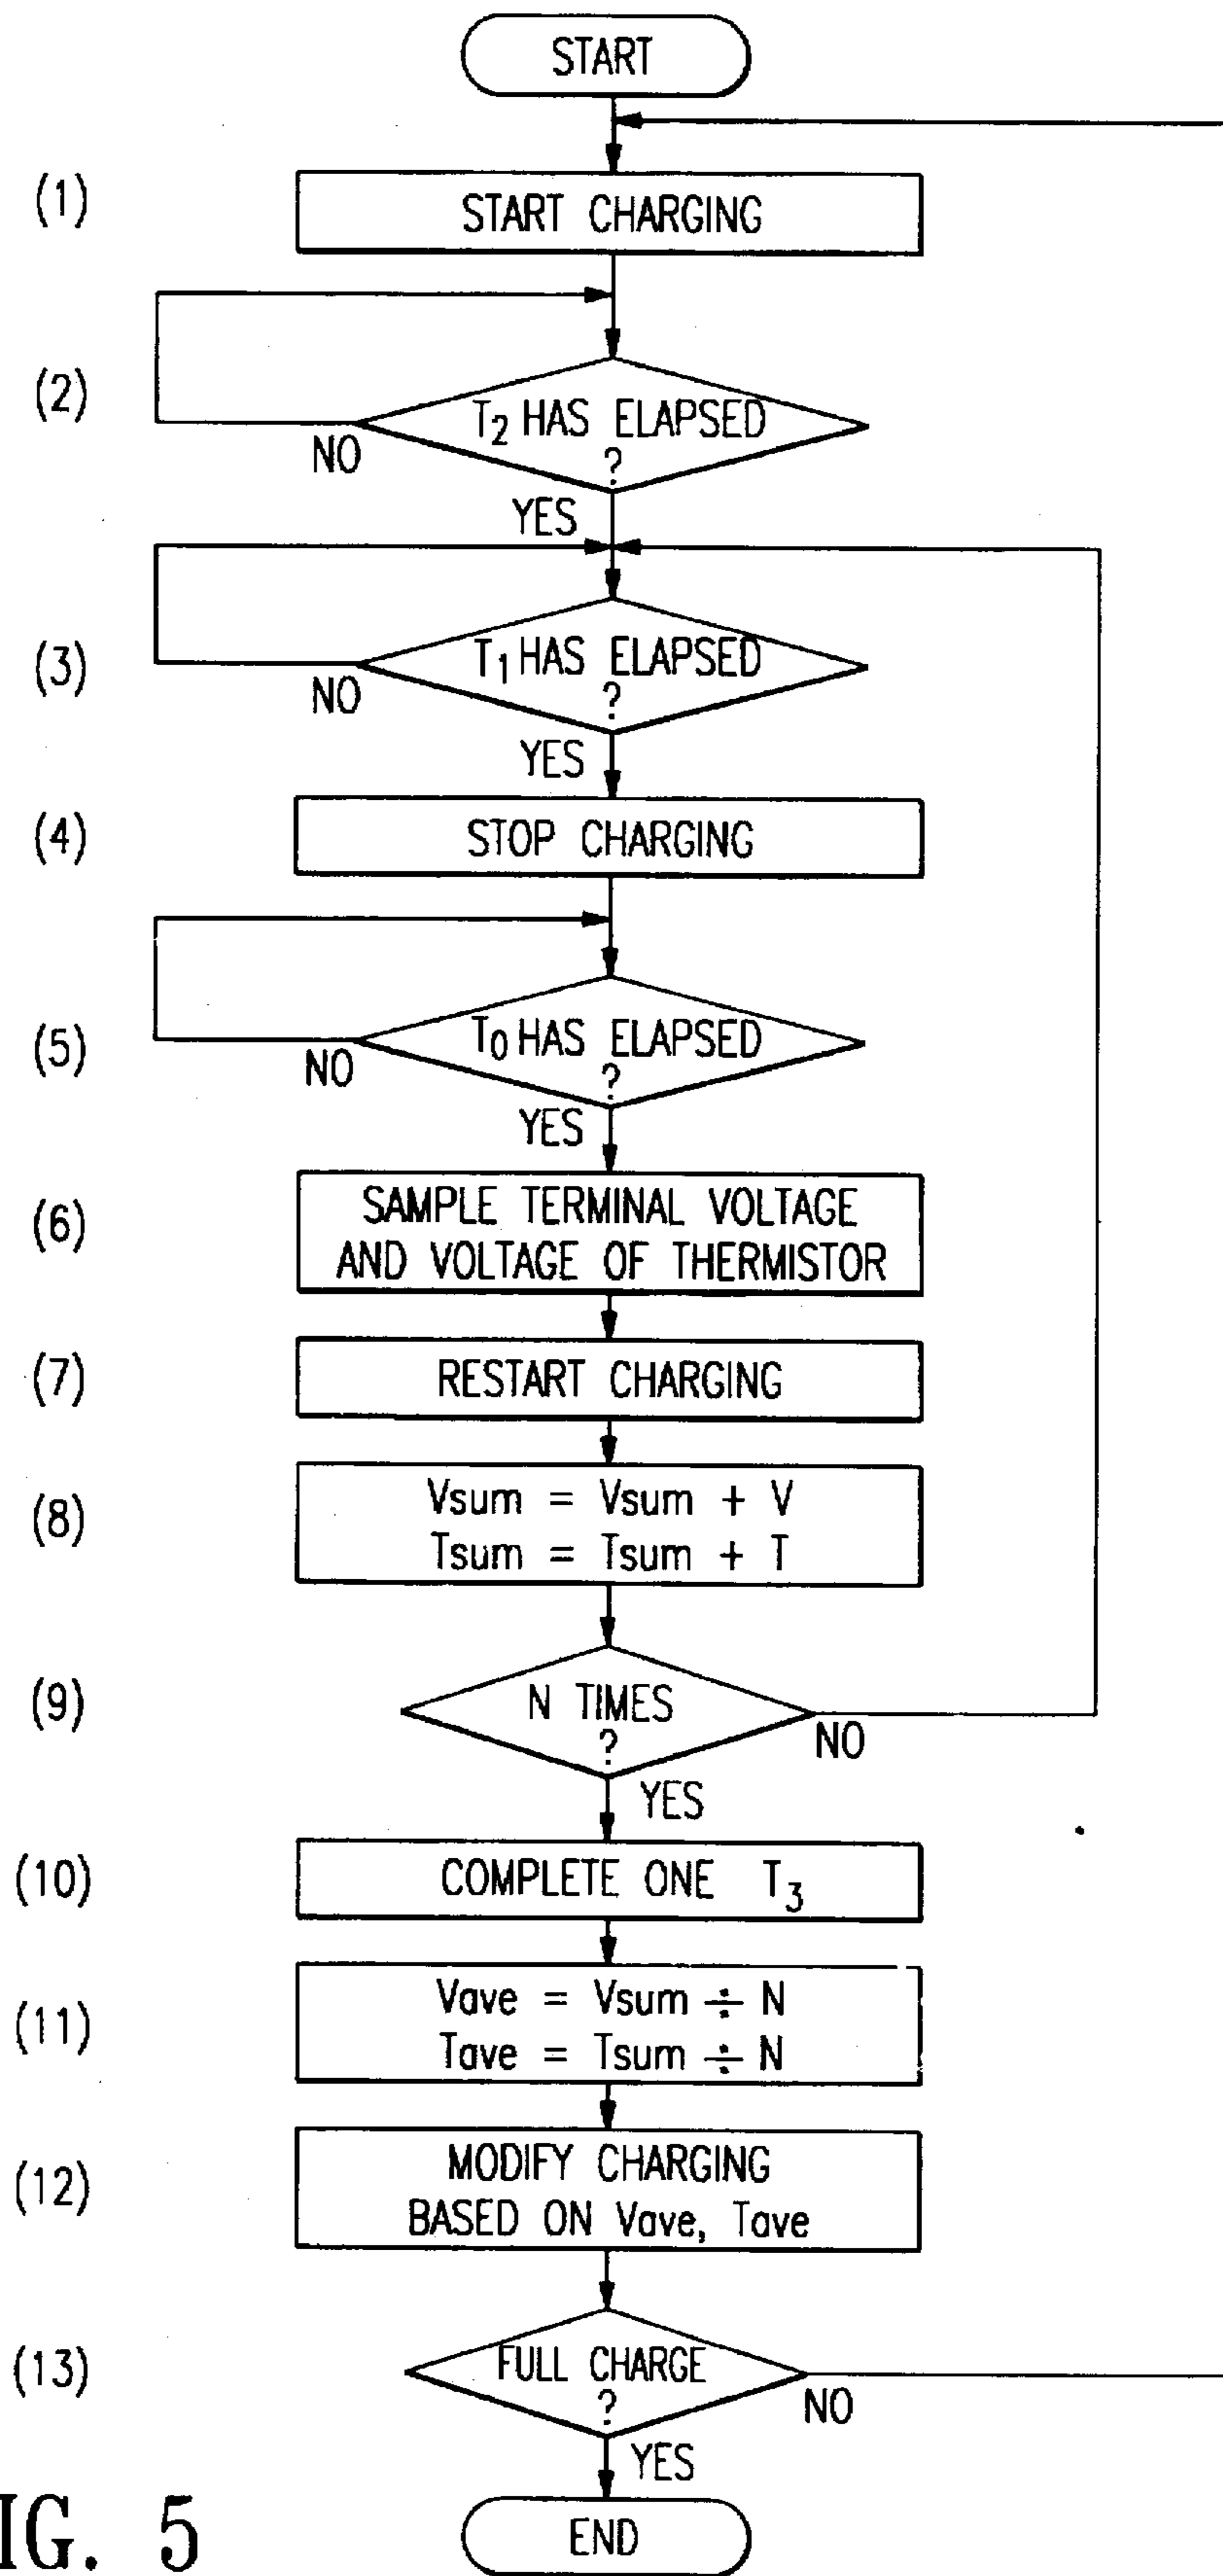 START
(1)
START CHARGING
(2)
T2 HAS ELAPSED
?
NO
YES
(3)
T1 HAS ELAPSED
?
NO
YES
(4)
STOP CHARGING
(5)
T0 HAS ELAPSED
?
NO
YES
(6)
SAMPLE TERMINAL VOLTAGE
AND VOLTAGE OF THERMISTOR
(7)
RESTART CHARGING
(8)
Vsum = Vsum + V
Tsum = Tsum + T
(9)
N TIMES
?
NO
YES
(10)
COMPLETE ONE T3
(11)
Vave = Vsum ÷ N
Tave = Tsum ÷ N
(12)
MODIFY CHARGING
BASED ON Vave, Tave
(13)
FULL CHARGE
?
NO
YES
IG. 5
END